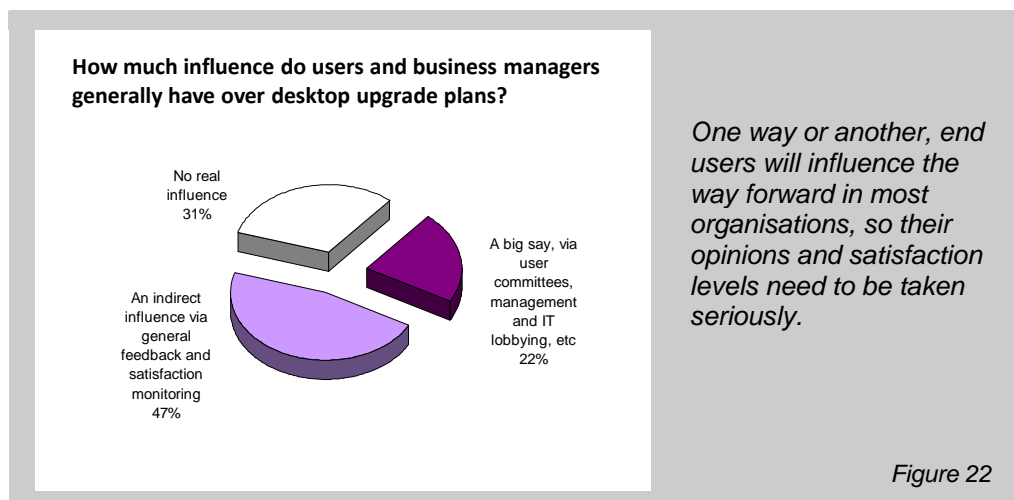 How much influence do users and business managers
generally have over desktop upgrade plans?
No real
influence
31%
A big say, via
user
committees,
management
and IT
lobbying, etc
22%
An indirect
influence via
general
feedback and
satisfaction
monitoring
47%
One way or another, end
users will influence the
way forward in most
organisations, so their
opinions and satisfaction
levels need to be taken
seriously.
Figure 22